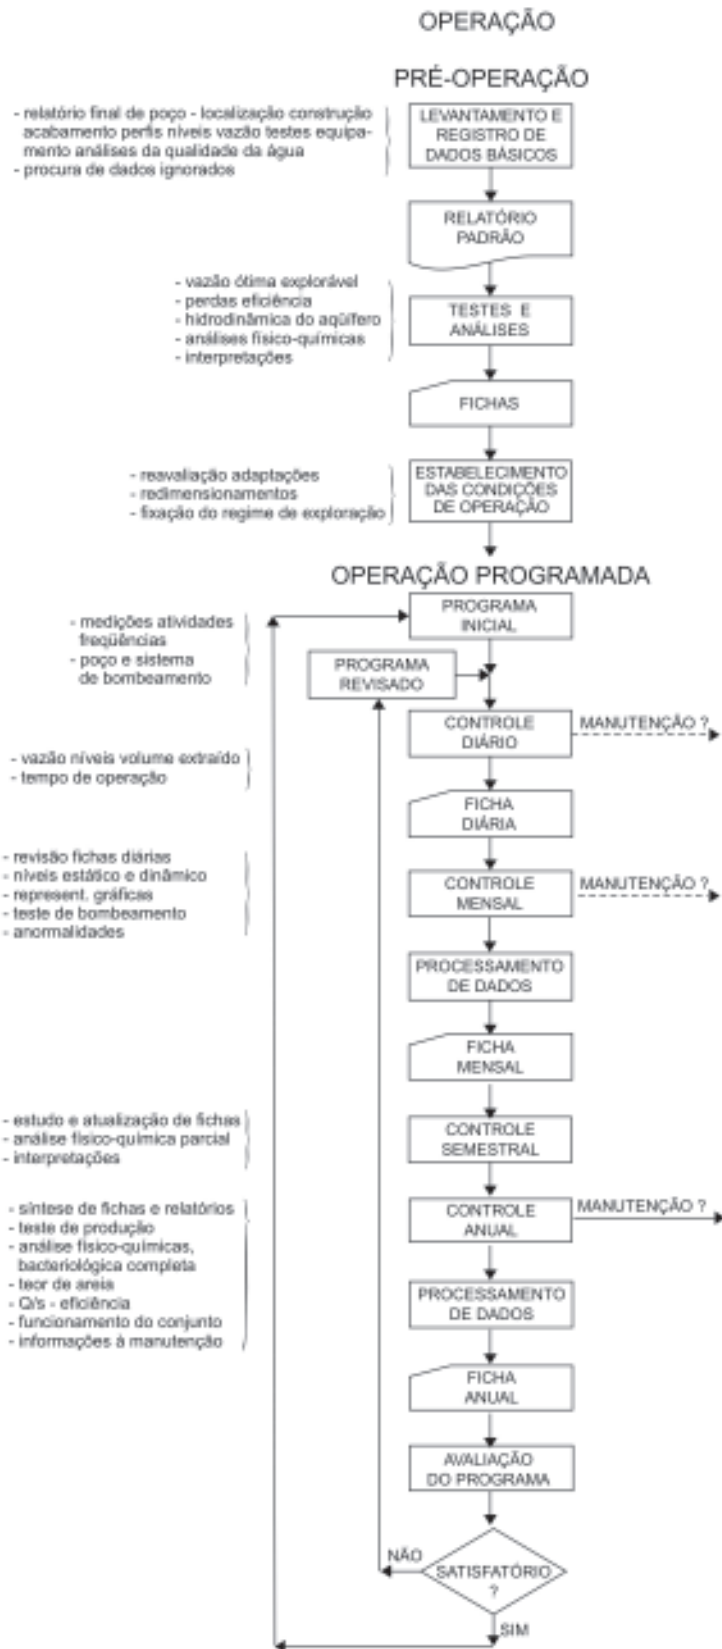 OPERAÇÃO
PRÉ-OPERAÇÃO
- relatório final de poço - localização construção
acabamento perfis níveis vazão testes equipa-
mento análises da qualidade da água
- procura de dados ignorados
LEVANTAMENTO E
REGISTRO DE
DADOS BÁSICOS
RELATÓRIO
PADRÃO
- vazão ótima explorável
- perdas eficiência
- hidrodinâmica do aqüífero
- análises físico-químicas
- interpretações
TESTES E
ANÁLISES
FICHAS
- reavaliação adaptações
- redimensionamentos
- fixação do regime de exploração
ESTABELECIMENTO
DAS CONDIÇÕES
DE OPERAÇÃO
OPERAÇÃO PROGRAMADA
- medições atividades
freqüências
- poço e sistema
de bombeamento
PROGRAMA
INICIAL
PROGRAMA
REVISADO
CONTROLE
DIÁRIO
MANUTENÇÃO ?
- vazão níveis volume extraído
- tempo de operação
FICHA
DIÁRIA
- revisão fichas diárias
- níveis estático e dinâmico
- represent. gráficas
- teste de bombeamento
- anormalidades
CONTROLE
MENSAL
MANUTENÇÃO ?
PROCESSAMENTO
DE DADOS
FICHA
MENSAL
- estudo e atualização de fichas
- análise físico-química parcial
- interpretações
CONTROLE
SEMESTRAL
- síntese de fichas e relatórios
- teste de produção
- análise físico-químicas,
bacteriológica completa
- teor de areia
- Q/s - eficiência
- funcionamento do conjunto
- informações à manutenção
CONTROLE
ANUAL
MANUTENÇÃO ?
PROCESSAMENTO
DE DADOS
FICHA
ANUAL
AVALIAÇÃO
DO PROGRAMA
NÃO
SATISFATÓRIO
?
SIM